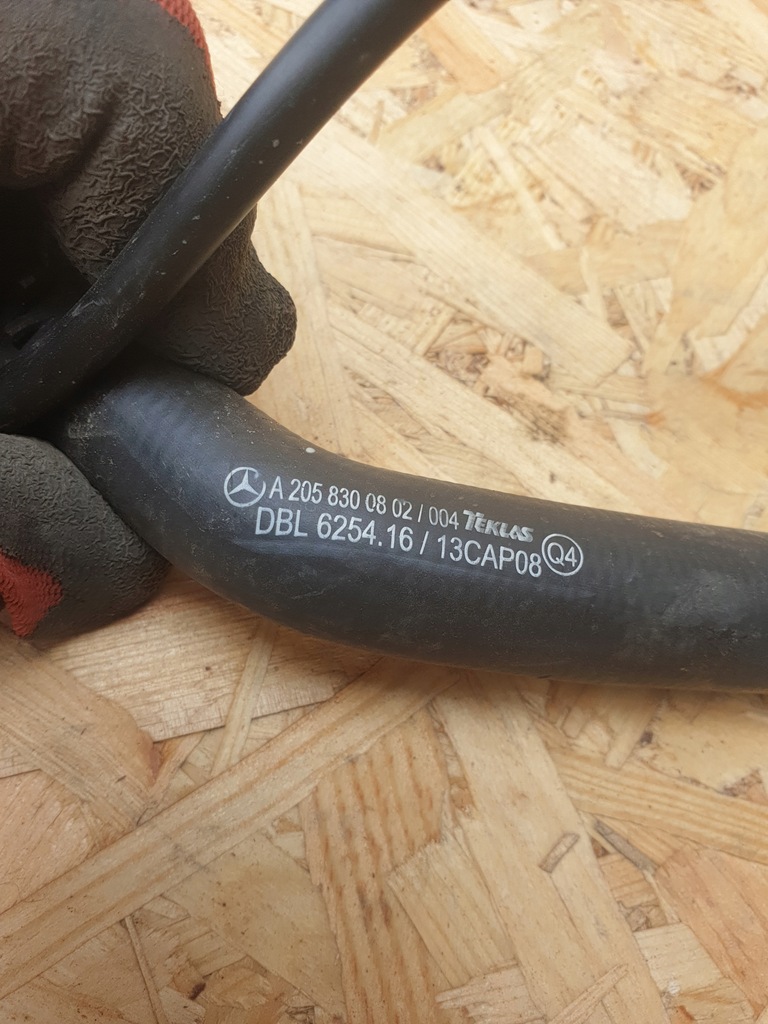 A 205 830 08 02 / 004 TEKLAS
DBL 6254.16 / 13CAP08 Q4